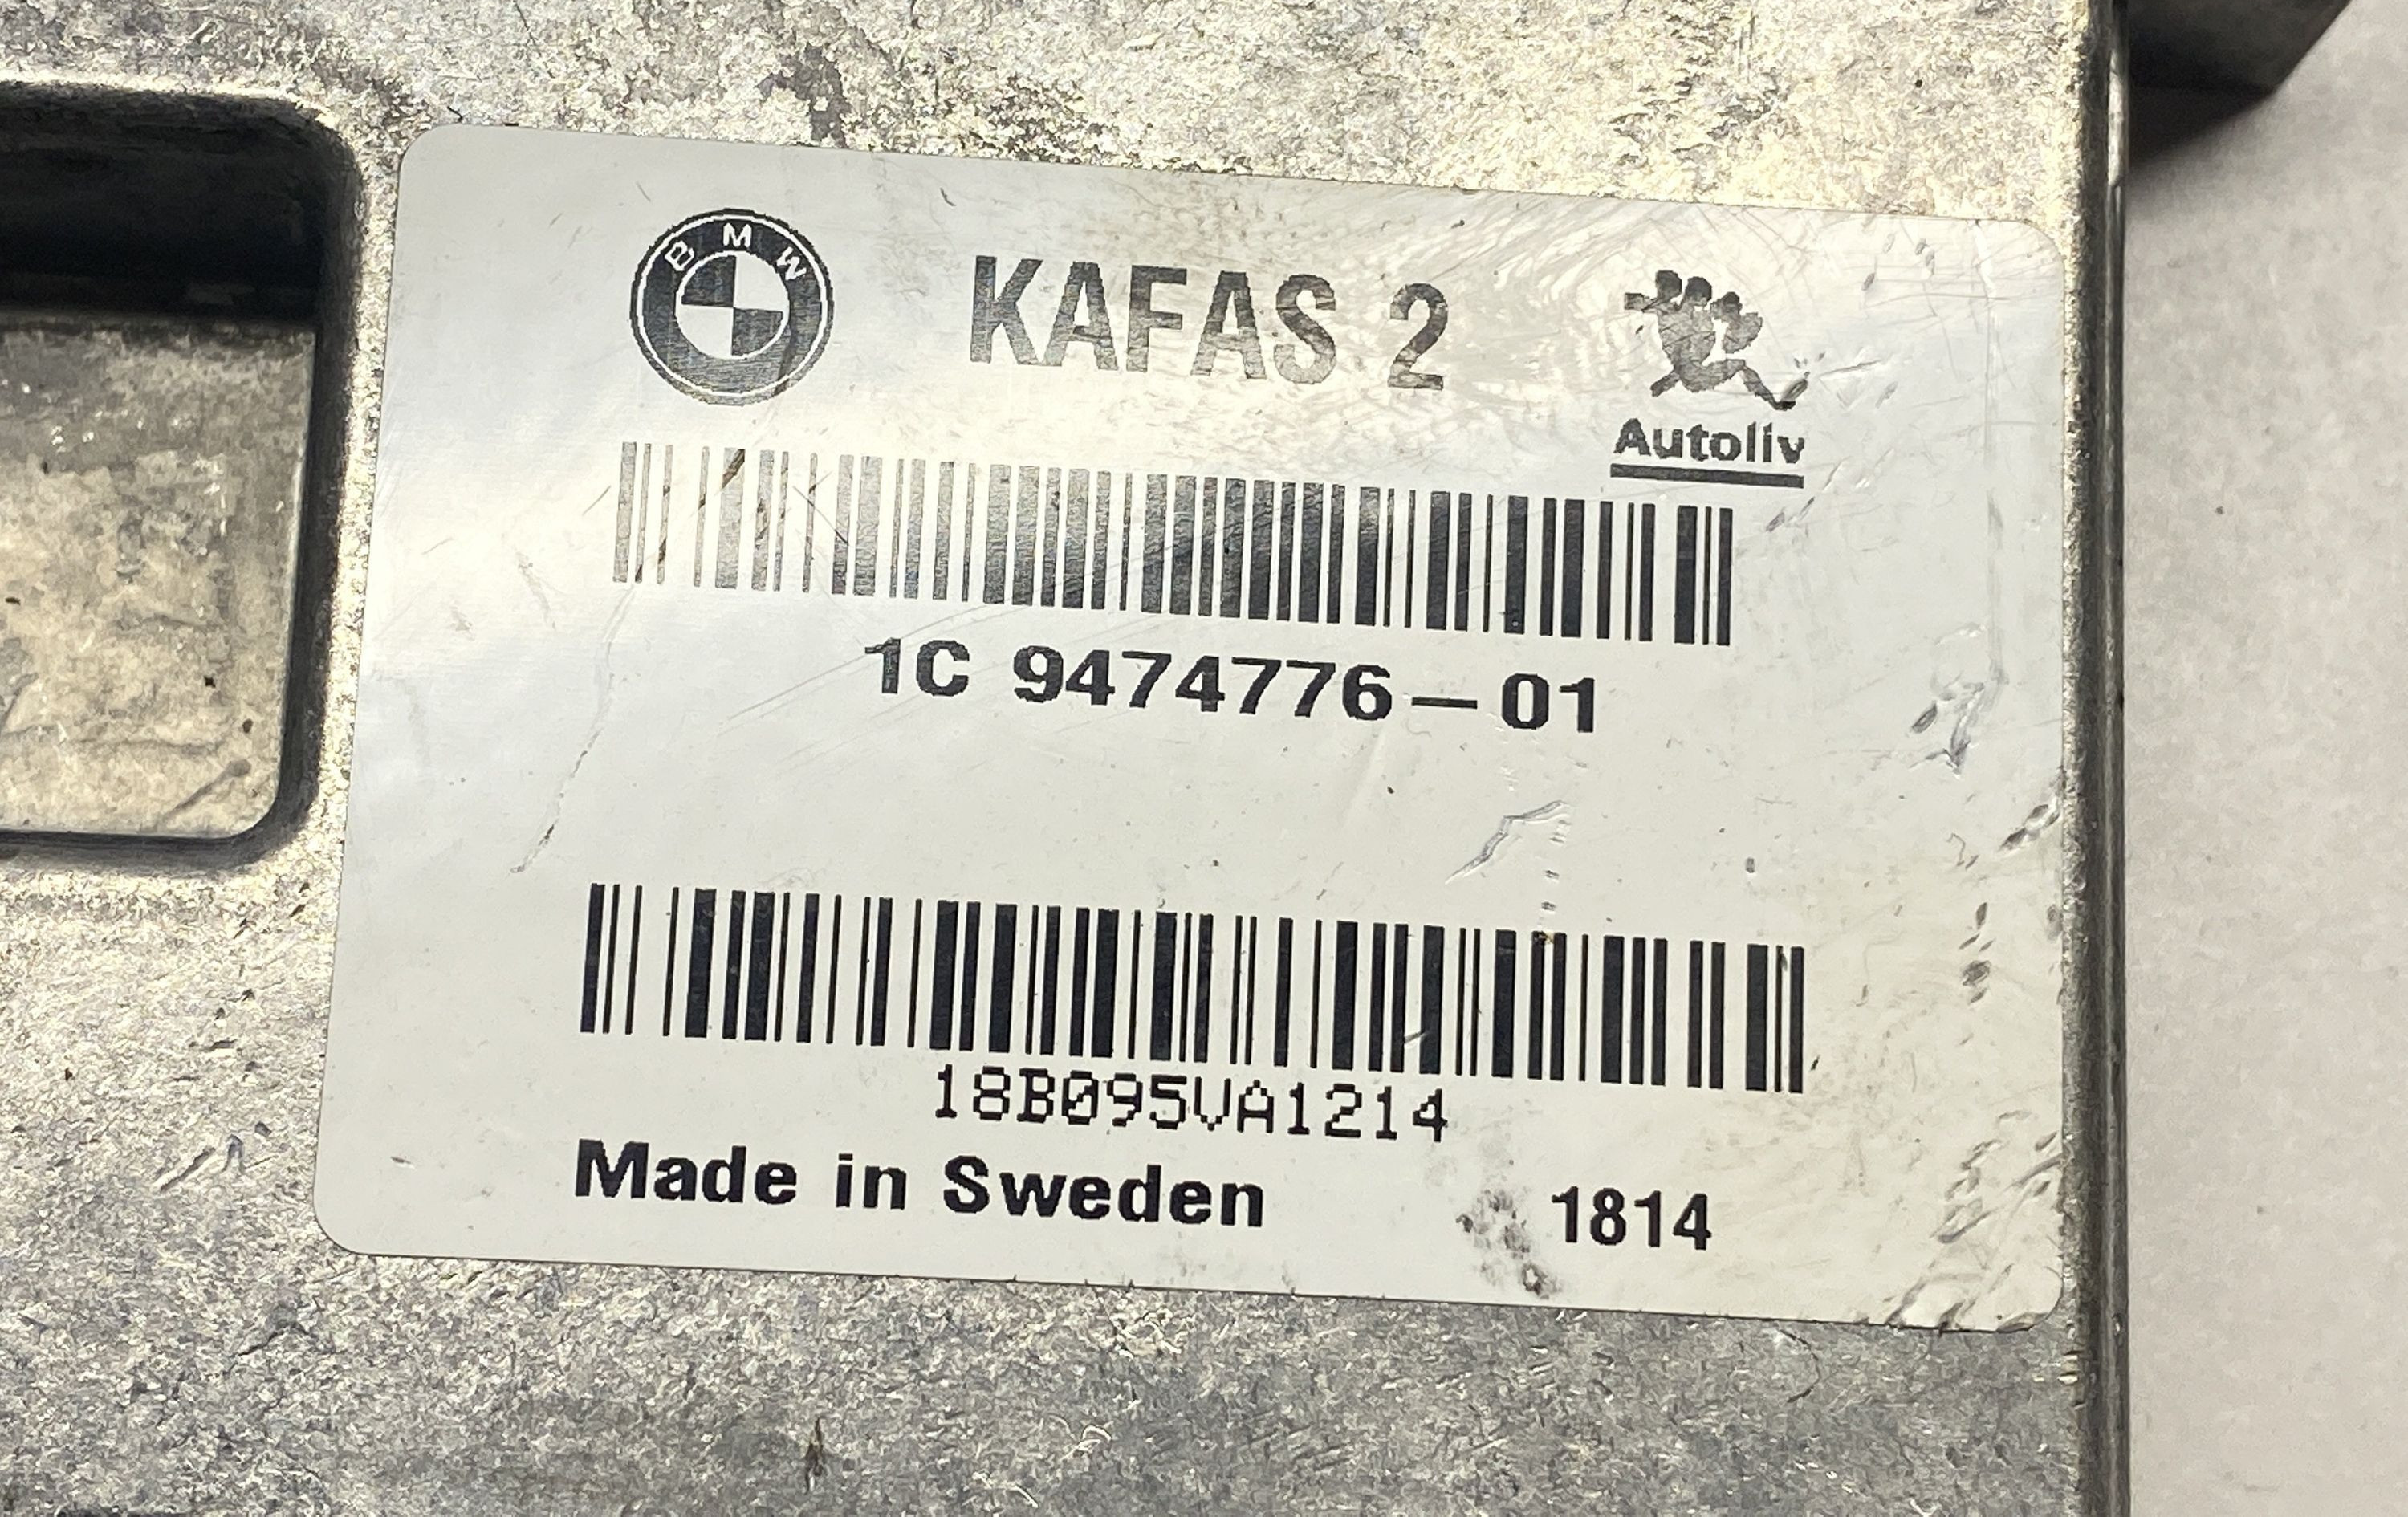 BMW KAFAS 2
Autoliv
1C 9474776-01
18B095VA1214
Made in Sweden 1814